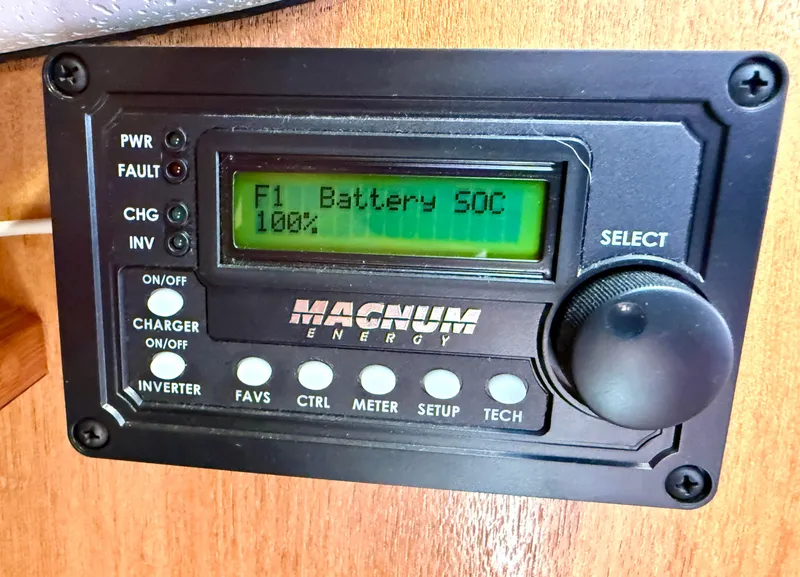 PWR
FAULT
CHG
INV
F1 Battery SOC
100%
SELECT
ON/OFF
CHARGER
ON/OFF
INVERTER
MAGNUM
ENERGY
FAVS
CTRL
METER
SETUP
TECH